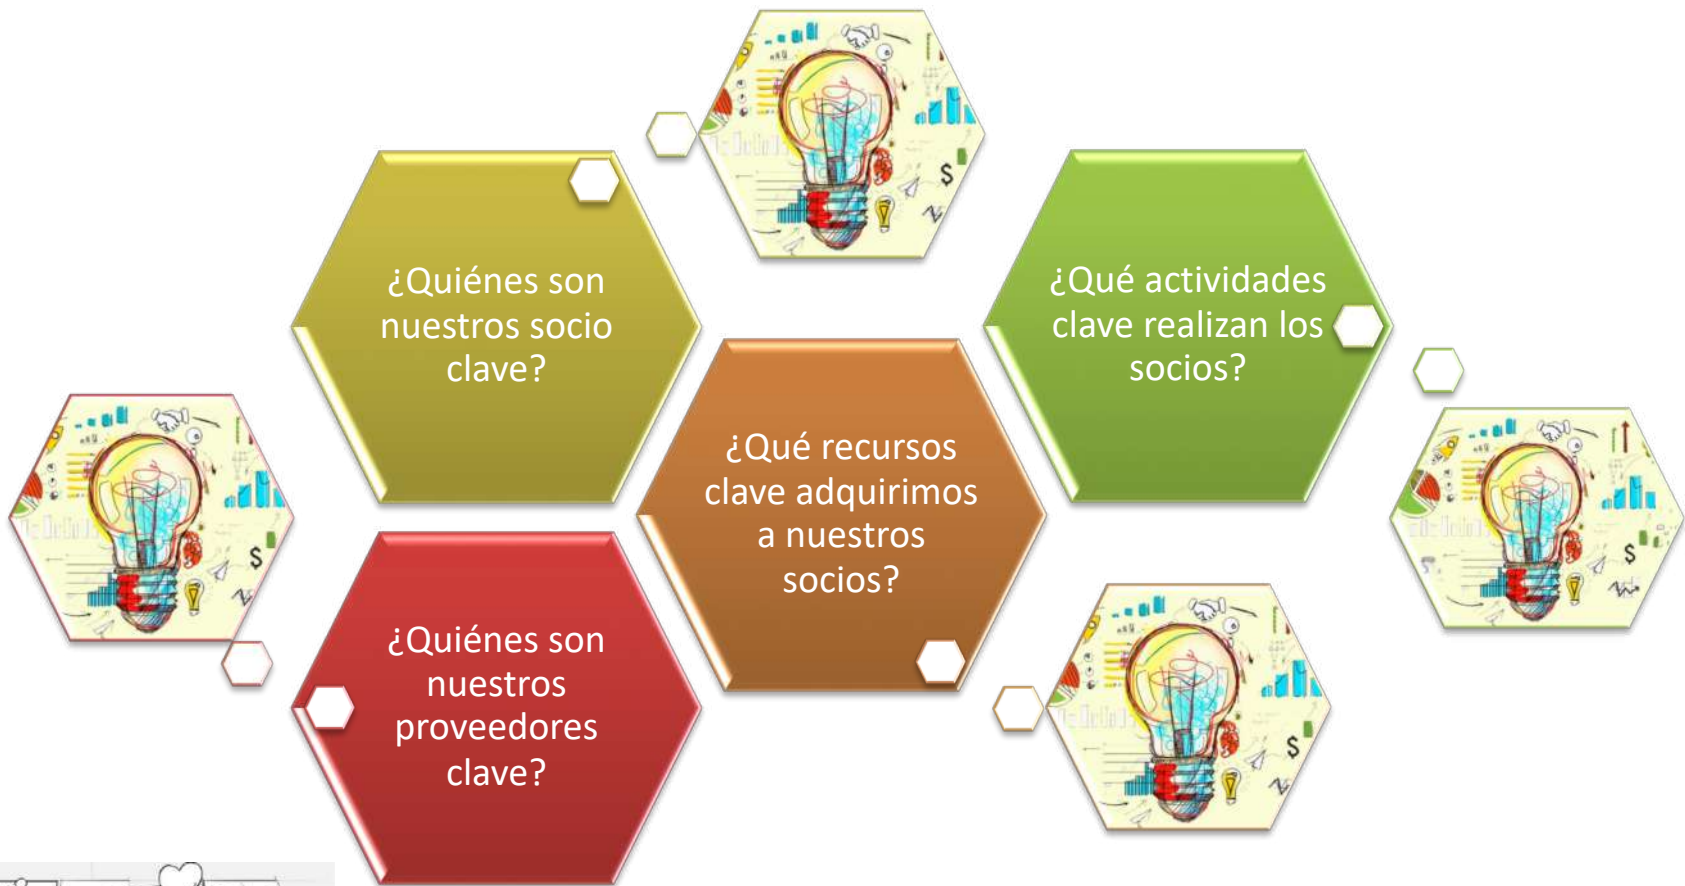 ¿Quiénes son
nuestros socio
clave?
¿Qué actividades
clave realizan los
socios?
¿Qué recursos
clave adquirimos
a nuestros
socios?
¿Quiénes son
nuestros
proveedores
clave?
$
$
$
$